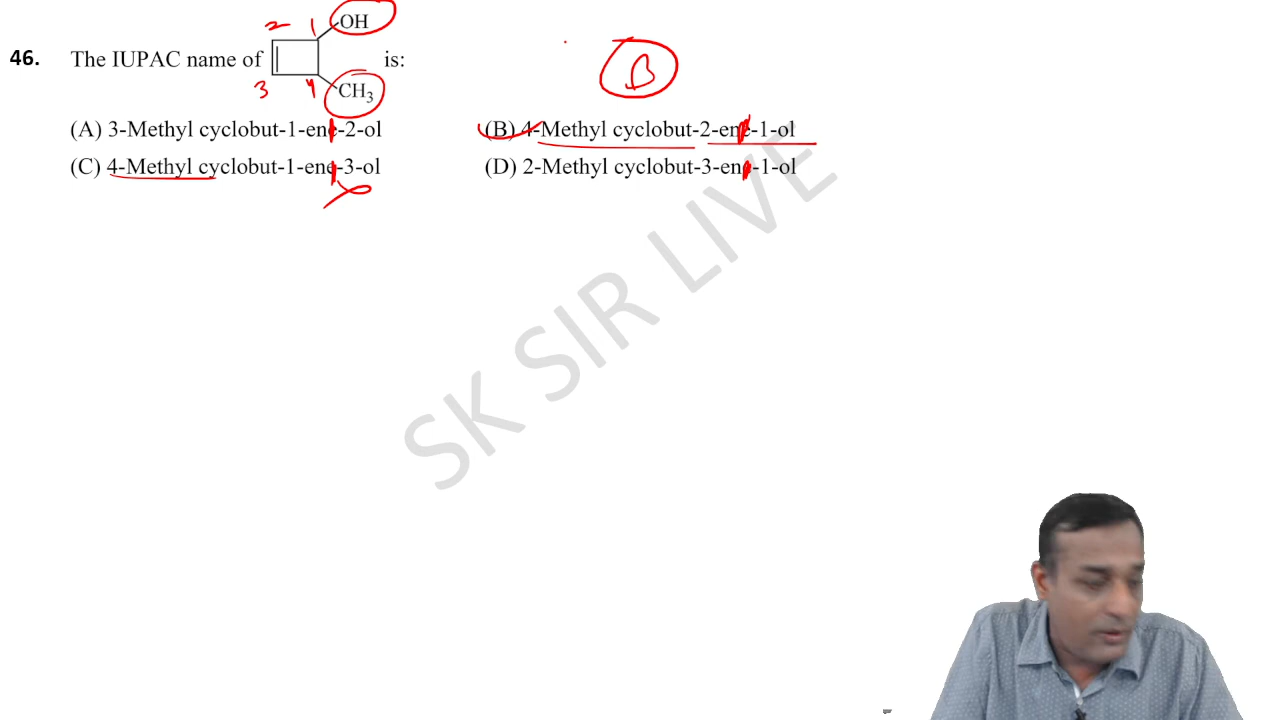 2 1 OH
46. The IUPAC name of is:
3 4 CH3
B
(A) 3-Methyl cyclobut-1-ene-2-ol
(B) 4-Methyl cyclobut-2-ene-1-ol
(C) 4-Methyl cyclobut-1-ene-3-ol
(D) 2-Methyl cyclobut-3-ene-1-ol
SK SIR LIVE